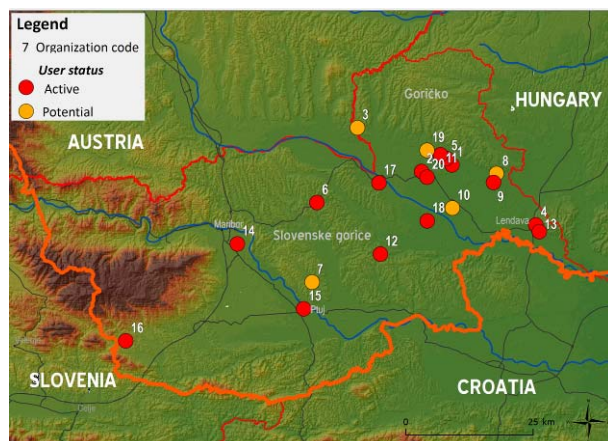 Legend
7 Organization code
User status
Active
Potential
3
Goričko
HUNGARY
AUSTRIA
19
5
1
2
11
20
8
17
9
6
10
18
4
Lendava
13
Maribor
Slovenske gorice
14
12
7
15
Ptuj
16
SLOVENIA
CROATIA
Celje
0
25 km